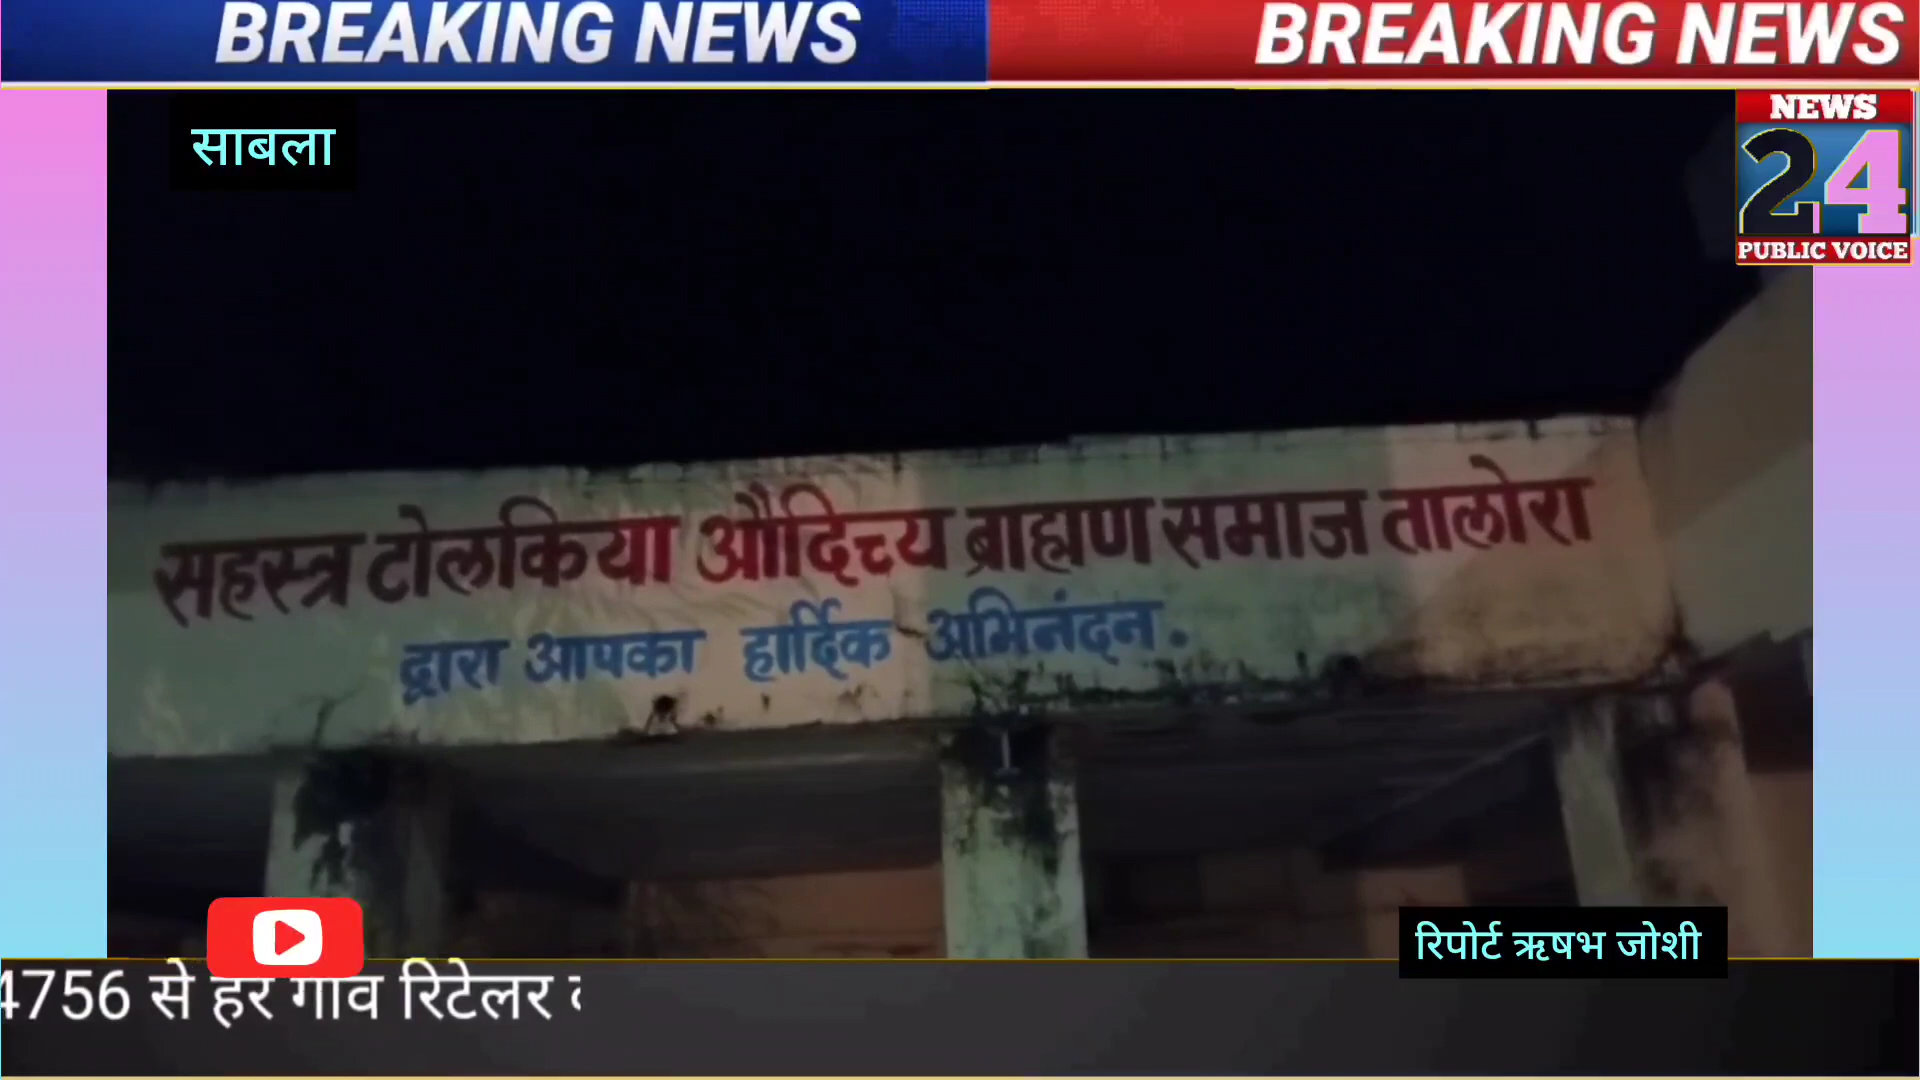 BREAKING NEWS BREAKING NEWS
साबला
NEWS
24
PUBLIC VOICE
सहस्त्र टोलकिया औदिच्य ब्राह्मण समाज तालोरा
द्वारा आपका हार्दिक अभिनंदन.
रिपोर्ट ऋषभ जोशी
4756 से हर गांव रिटेलर